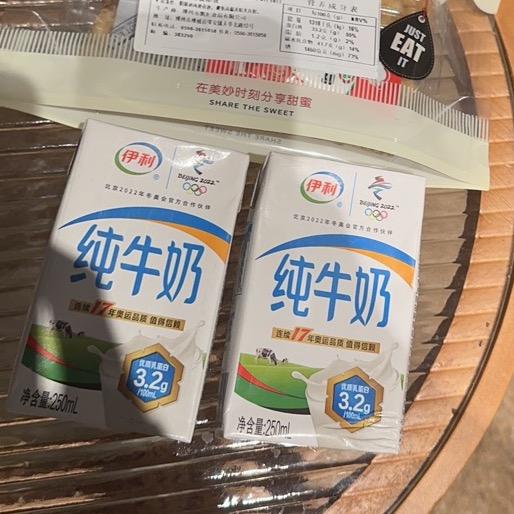 营养成分表
JUST
EAT
IT
在美妙时刻分享甜蜜
SHARE THE SWEET
SHARE THE SWEET
伊利
BEIJING 2022
北京2022年冬奥会官方合作伙伴
纯牛奶
连续17年奥运品质 值得信赖
优质乳蛋白
3.2g
/100mL
净含量:250mL
伊利
BEIJING 2022
北京2022年冬奥会官方合作伙伴
纯牛奶
连续17年奥运品质 值得信赖
优质乳蛋白
3.2g
/100mL
净含量:250mL